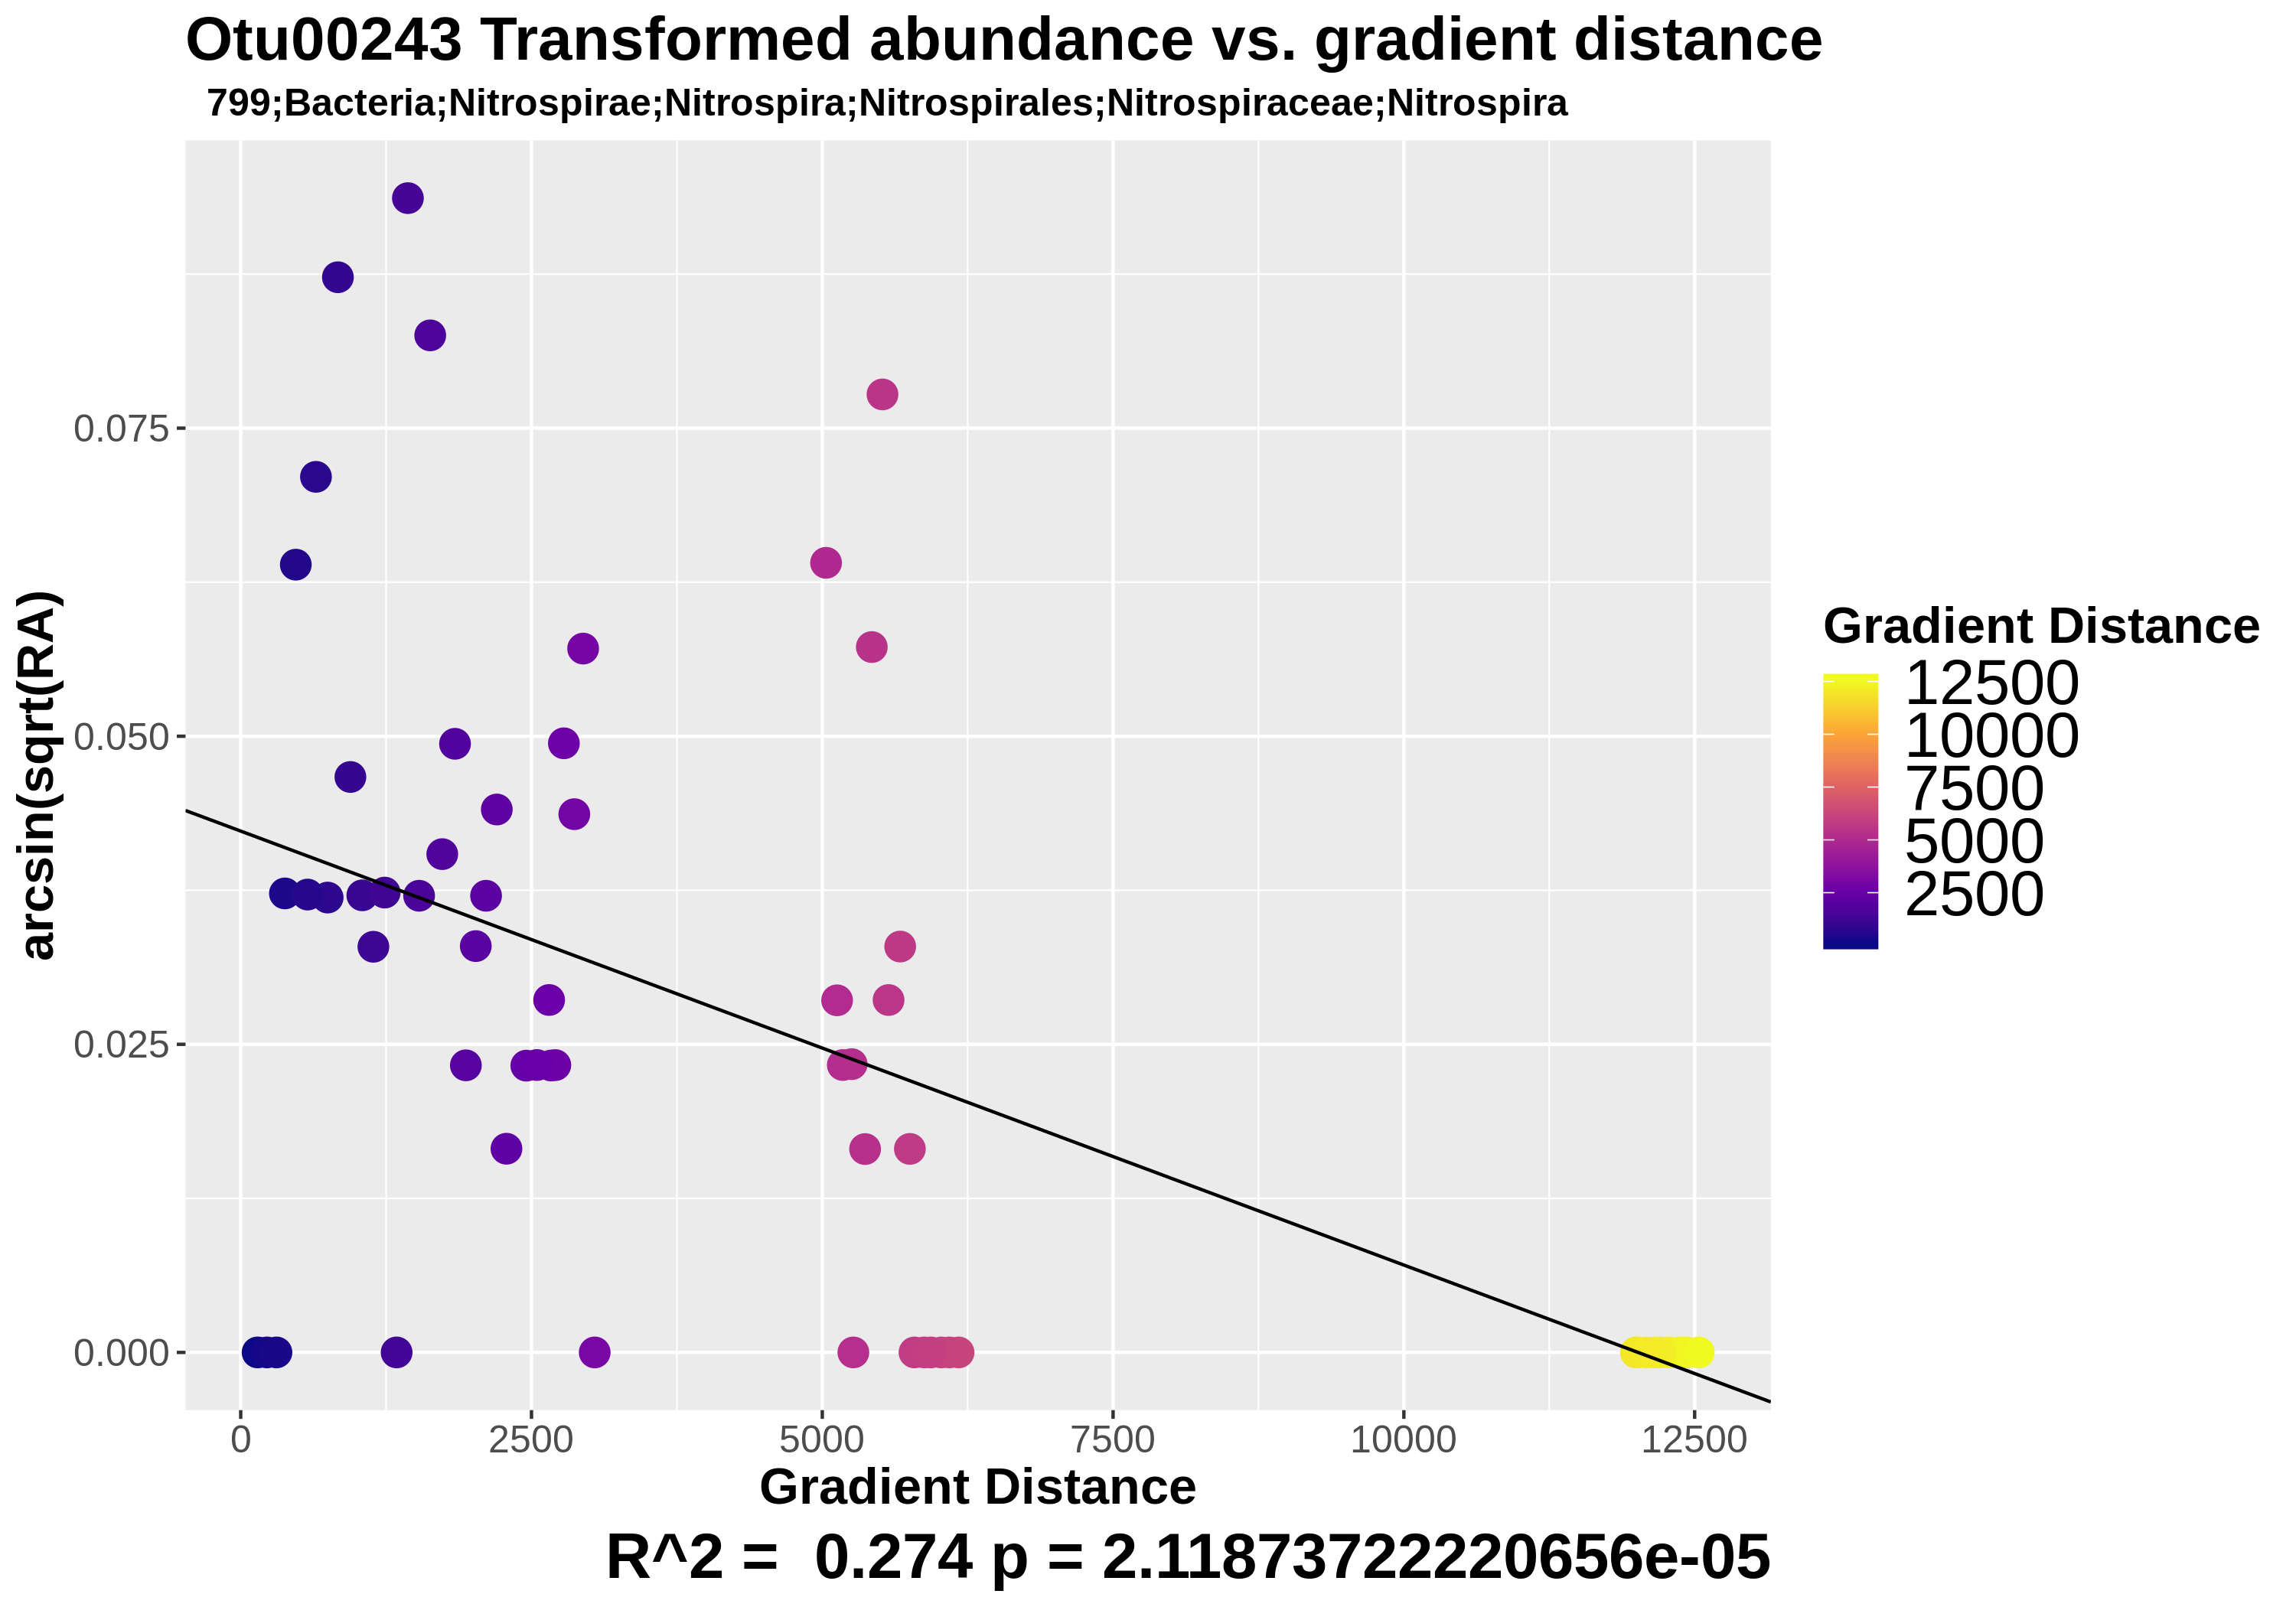 Otu00243 Transformed abundance vs. gradient distance
799;Bacteria;Nitrospirae;Nitrospira;Nitrospirales;Nitrospiraceae;Nitrospira
arcsin(sqrt(RA)
0.075
0.050
0.025
0.000
0 2500 5000 7500 10000 12500
Gradient Distance
R^2 =  0.274 p = 2.11873722220656e-05
Gradient Distance
12500
10000
7500
5000
2500